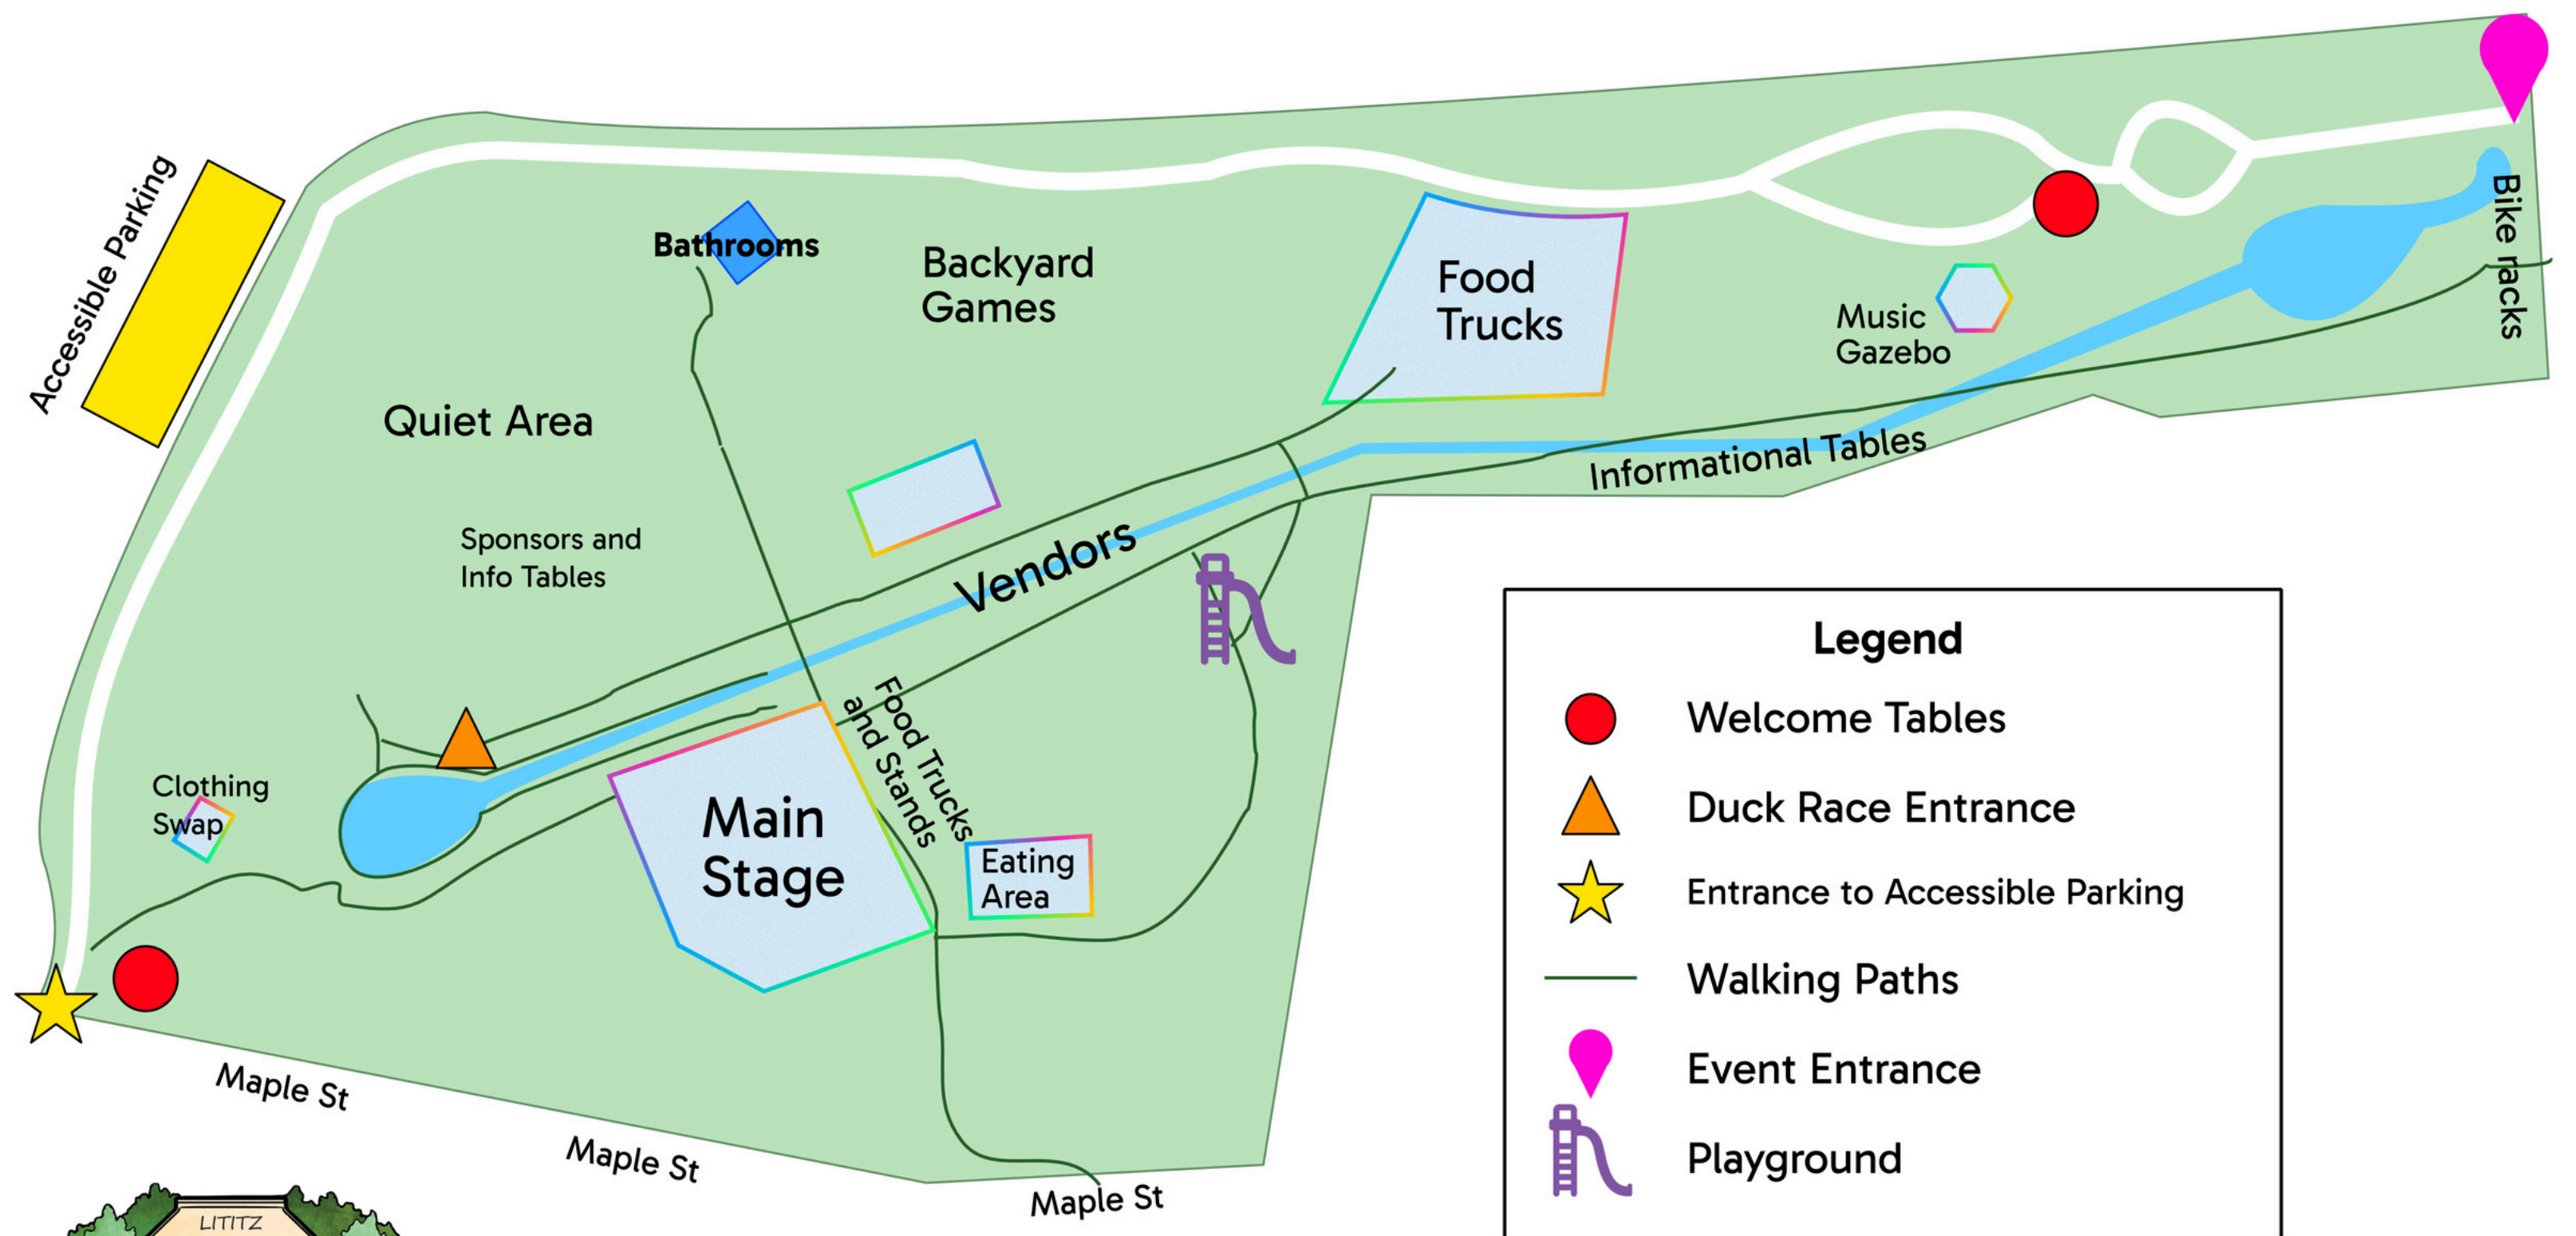 Accessible Parking
Bathrooms
Backyard
Games
Food
Trucks
Music
Gazebo
Bike racks
Quiet Area
Informational Tables
Sponsors and
Info Tables
Vendors
Clothing
Swap
Main
Stage
Food Trucks
and Stands
Eating
Area
Maple St
Maple St
Maple St
LITITZ
Legend
Welcome Tables
Duck Race Entrance
Entrance to Accessible Parking
Walking Paths
Event Entrance
Playground